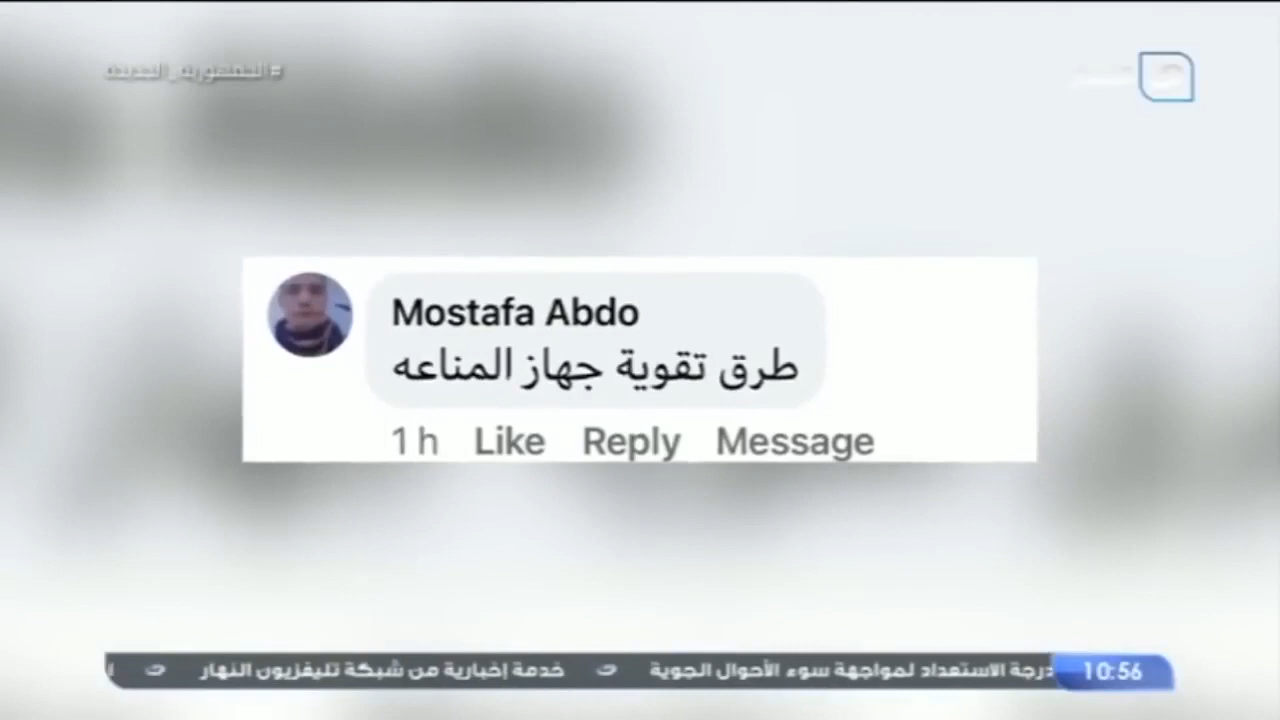 #الجمهورية_الجديدة
Mostafa Abdo
طرق تقوية جهاز المناعه
1 h Like Reply Message
10:56 درجة الاستعداد لمواجهة سوء الأحوال الجوية خدمة إخبارية من شبكة تليفزيون النهار